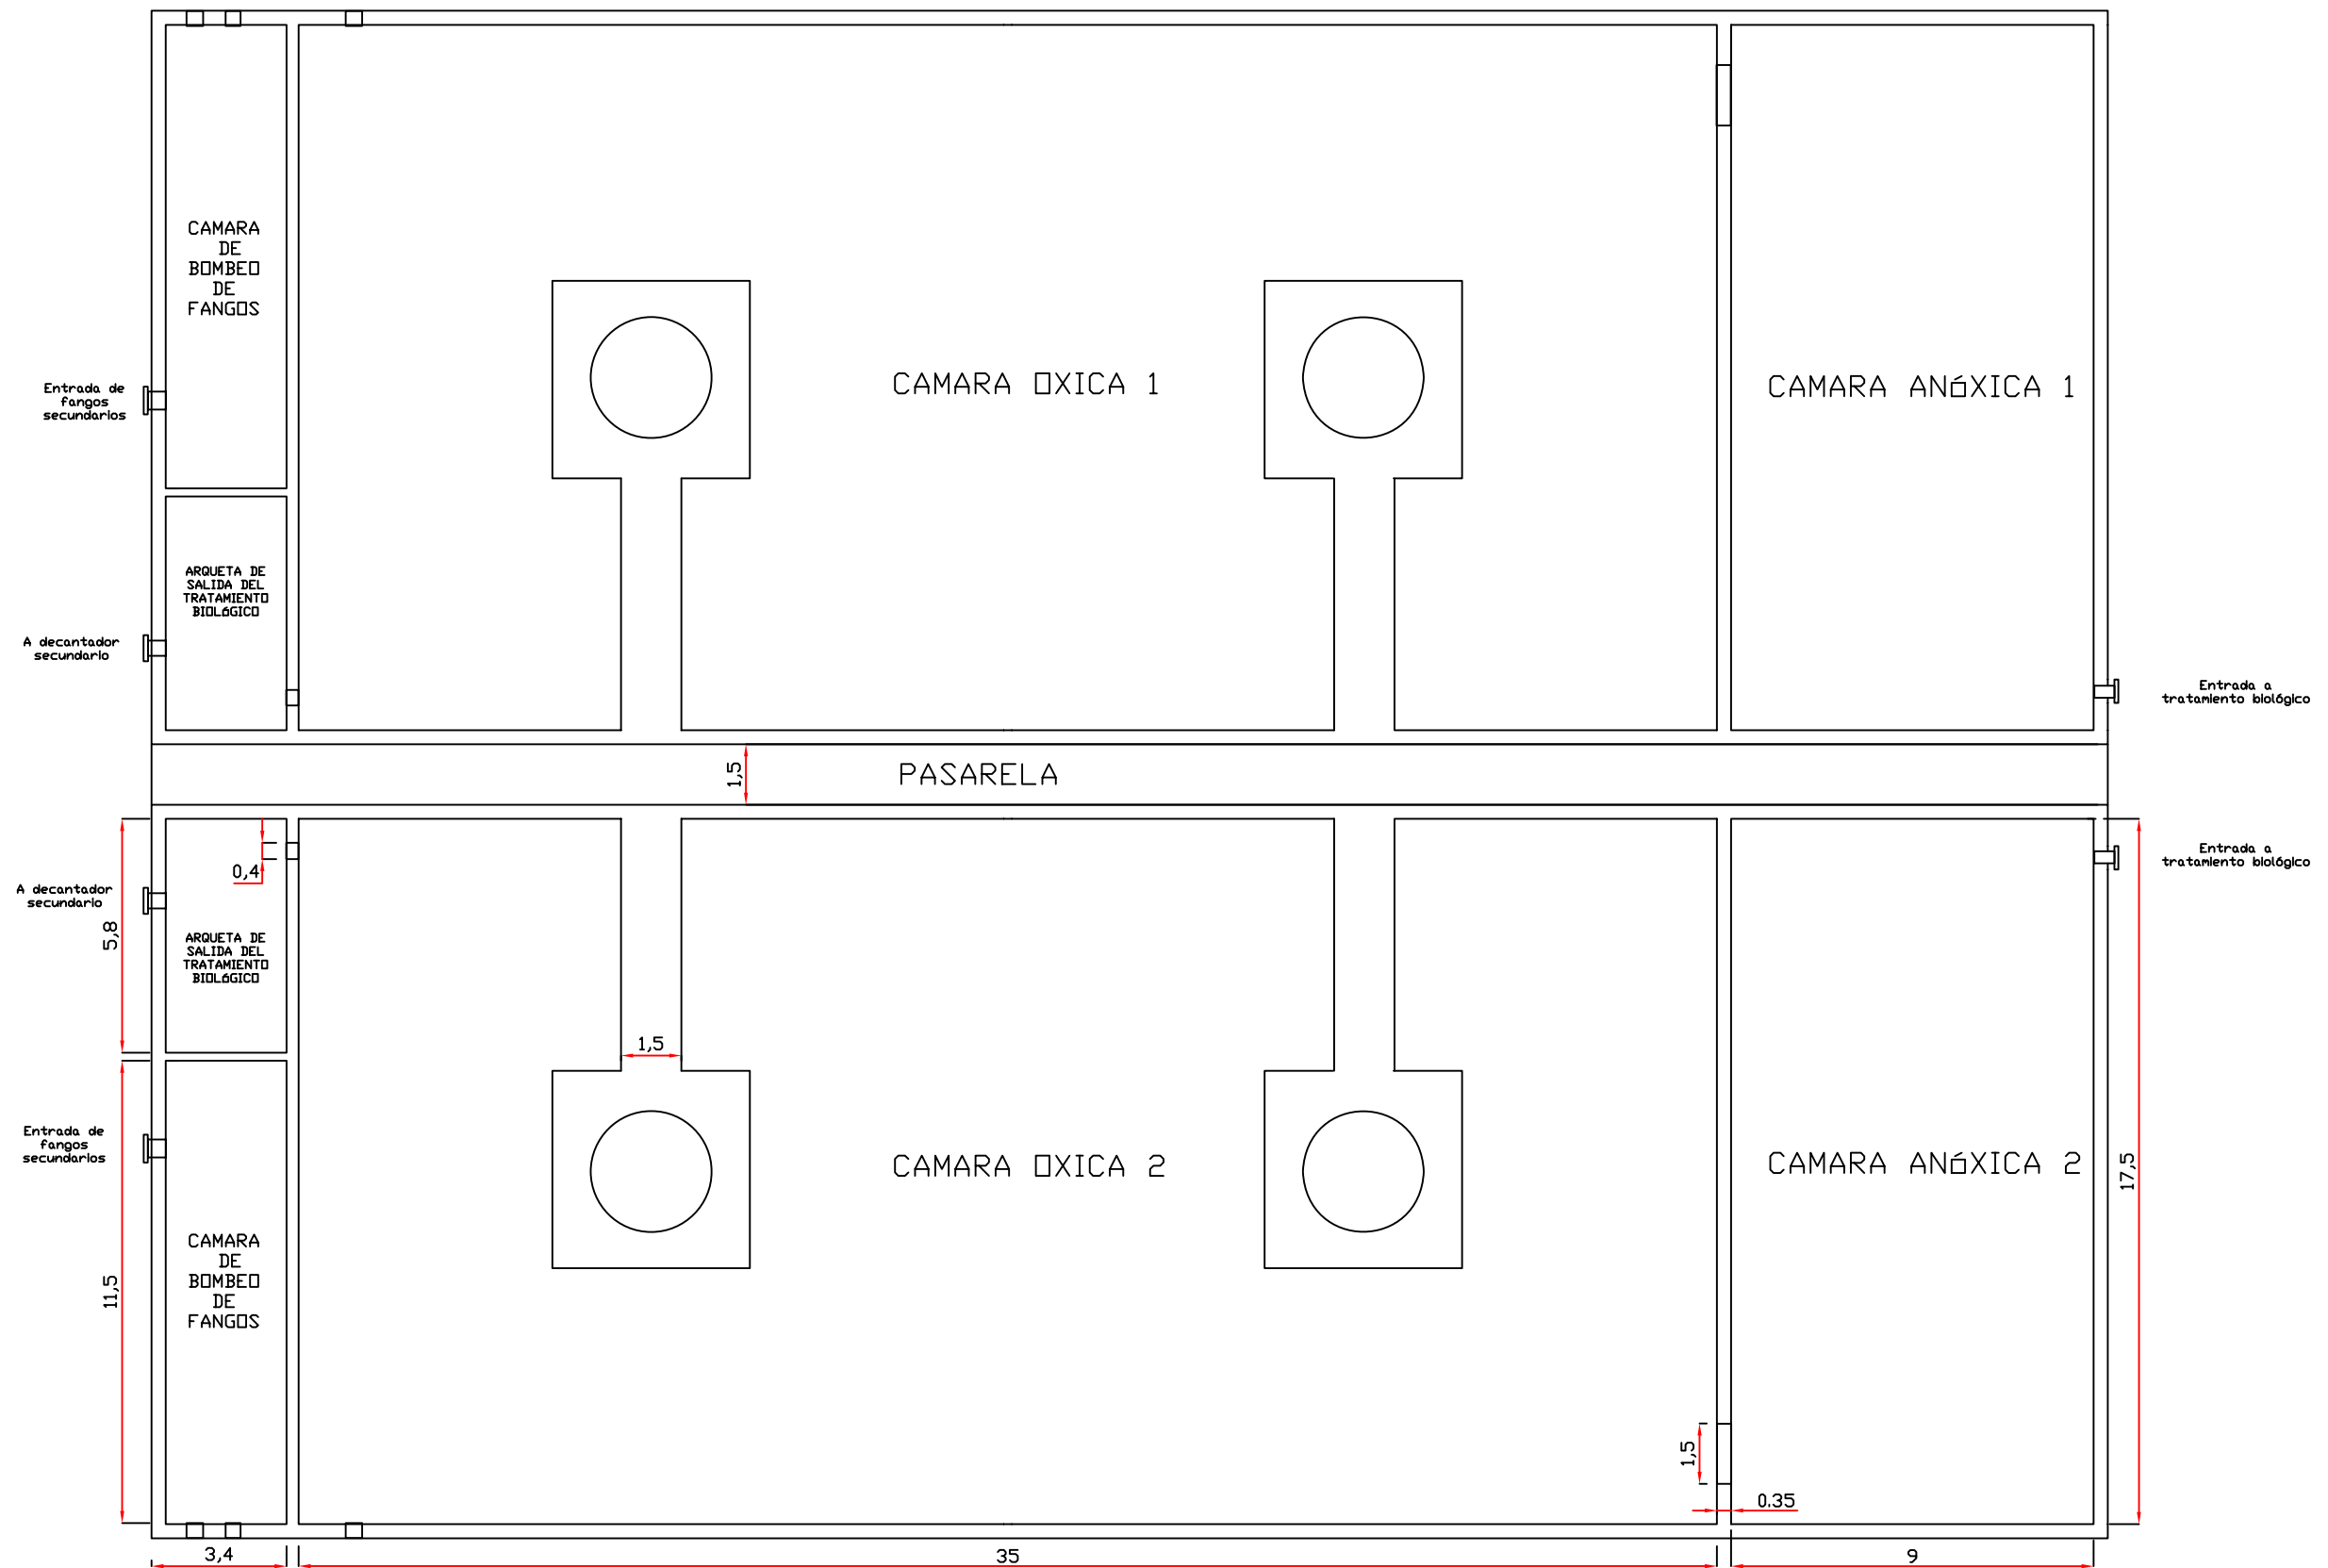 CAMARA
DE
BOMBEO
DE
FANGOS
Entrada de
fangos
secundarios
CAMARA OXICA 1
CAMARA ANóXICA 1
ARQUETA DE
SALIDA DEL
TRATAMIENTO
BIOLóGICO
A decantador
secundario
Entrada a
tratamiento biológico
1,5
PASARELA
0,4
Entrada a
tratamiento biológico
A decantador
secundario
5,8
ARQUETA DE
SALIDA DEL
TRATAMIENTO
BIOLóGICO
1,5
Entrada de
fangos
secundarios
CAMARA OXICA 2
CAMARA ANóXICA 2
17,5
CAMARA
DE
BOMBEO
DE
FANGOS
11,5
1,5
0.35
3,4
35
9